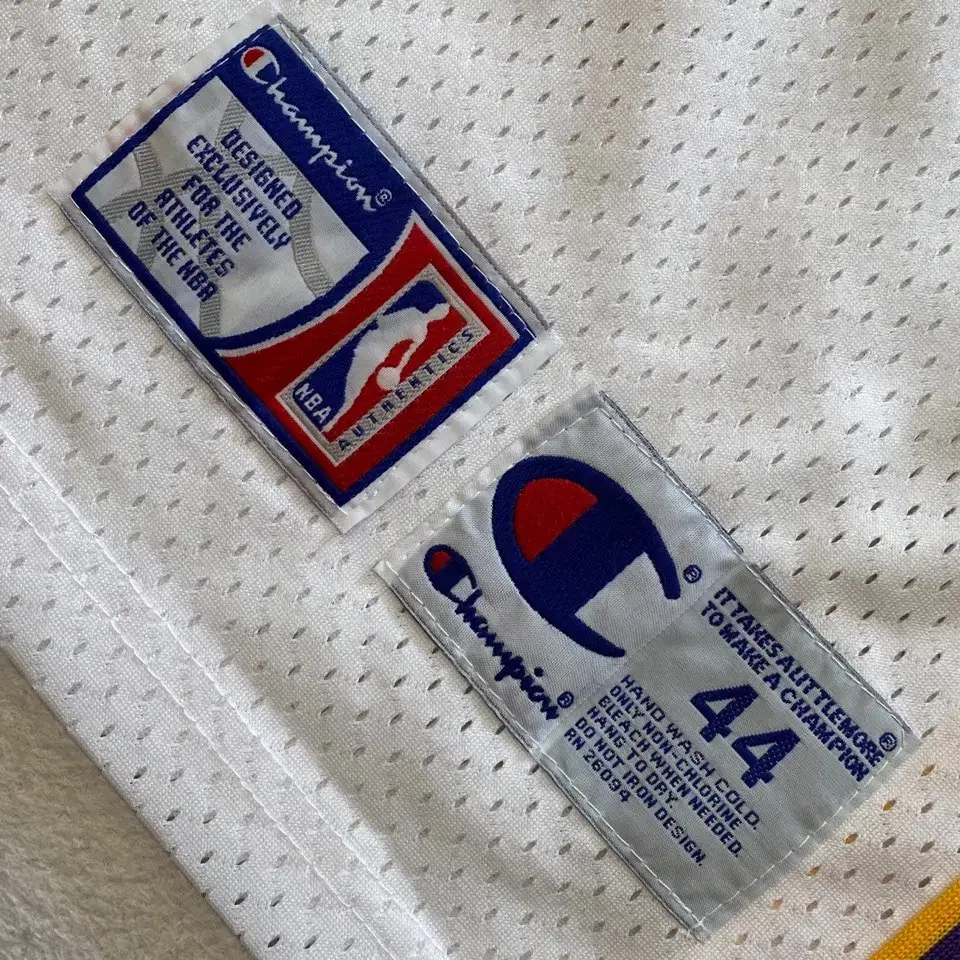 Champion®
DESIGNED
EXCLUSIVELY
FOR THE
ATHLETES
OF THE NBA
NBA
AUTHENTICS
®
Champion®
IT TAKES A LITTLE MORE®
TO MAKE A CHAMPION
44
HAND WASH COLD.
ONLY NON-CHLORINE
BLEACH WHEN NEEDED.
HANG TO DRY.
DO NOT IRON DESIGN.
RN 26094